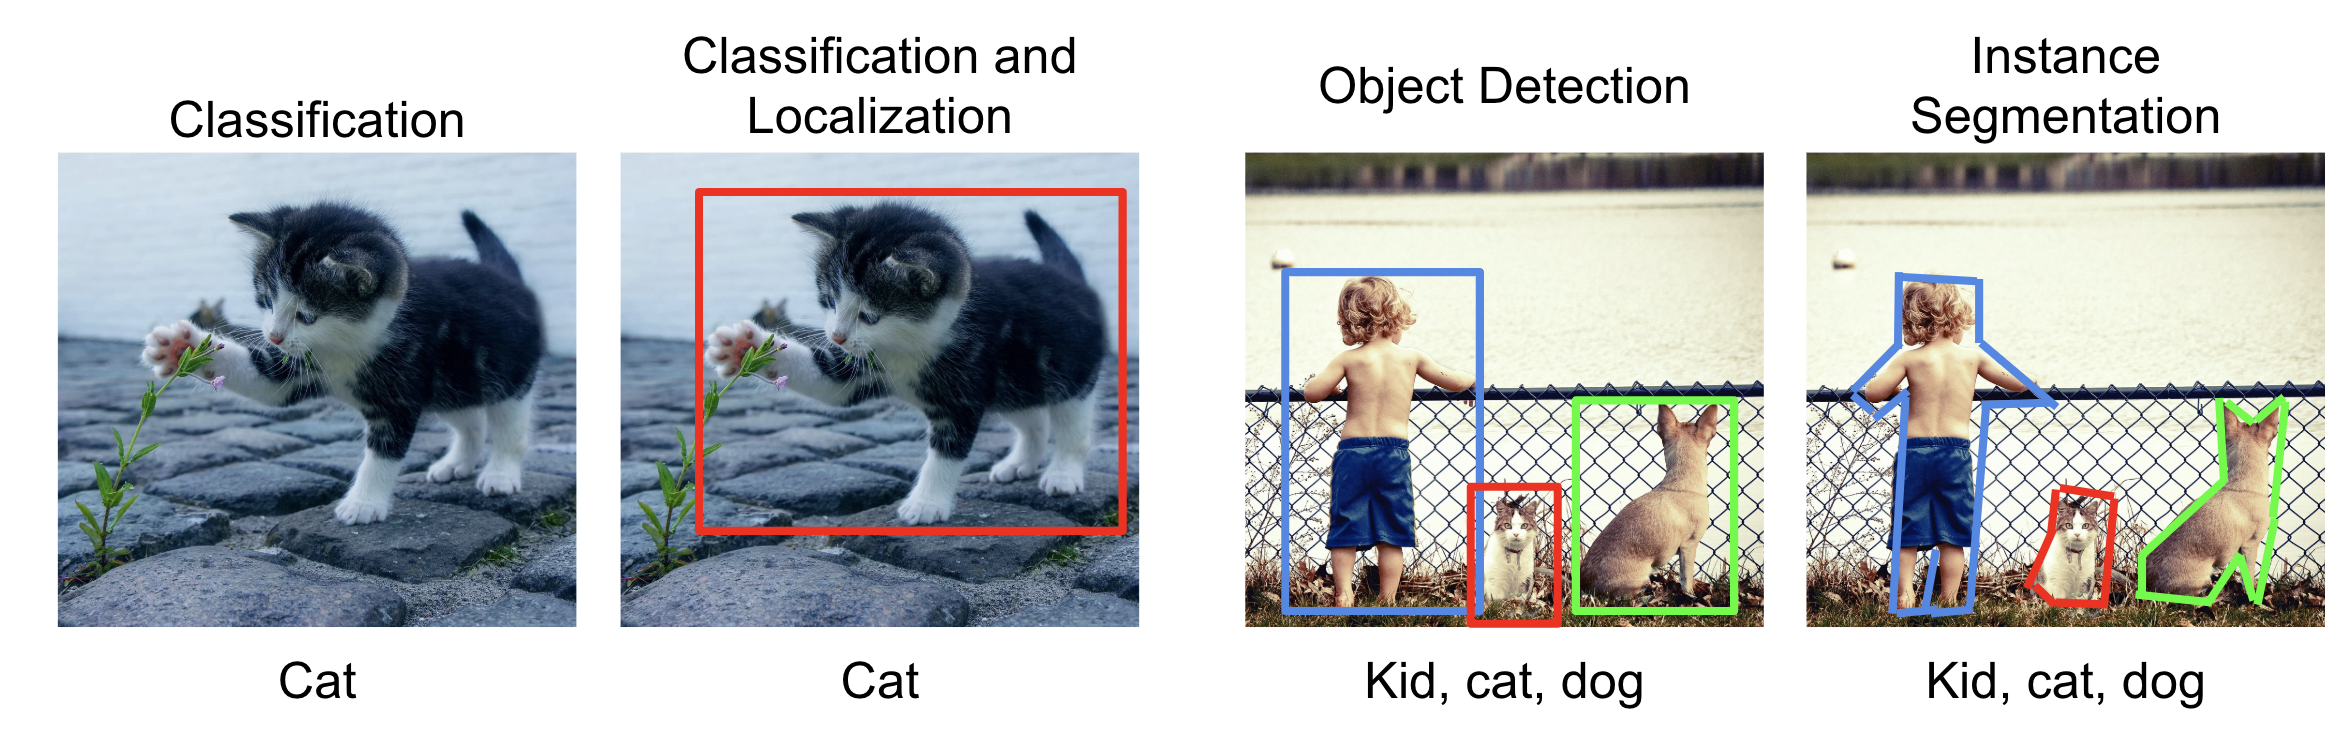 Classification
Cat
Classification and
Localization
Cat
Object Detection
Kid, cat, dog
Instance
Segmentation
Kid, cat, dog